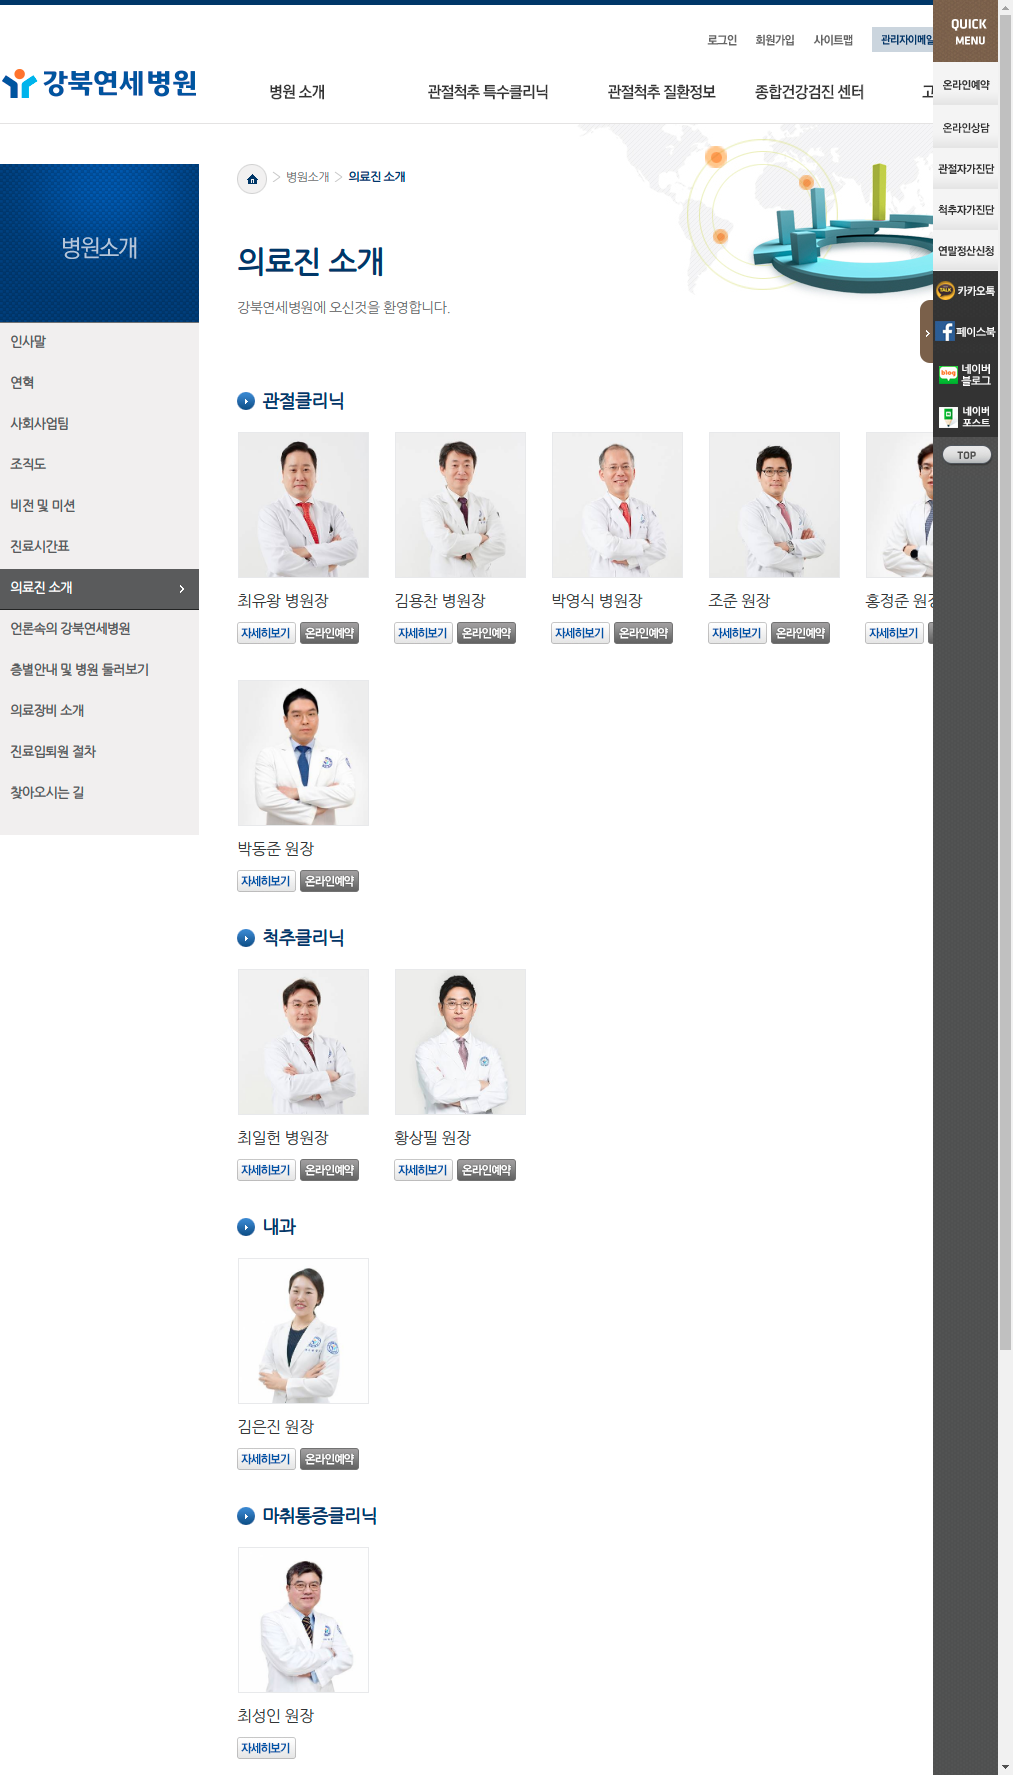 로그인 회원가입 사이트맵 관리자이메일
QUICK
MENU
강북연세병원
병원 소개 관절척추 특수클리닉 관절척추 질환정보 종합건강검진 센터 고
온라인예약
온라인상담
관절자가진단
척추자가진단
연말정산신청
TALK 카카오톡
페이스북
blog 네이버
블로그
네이버
포스트
TOP
병원소개
인사말
연혁
사회사업팀
조직도
비전 및 미션
진료시간표
의료진 소개
언론속의 강북연세병원
층별안내 및 병원 둘러보기
의료장비 소개
진료입퇴원 절차
찾아오시는 길
> 병원소개 > 의료진 소개
의료진 소개
강북연세병원에 오신것을 환영합니다.
관절클리닉
최유왕 병원장 김용찬 병원장 박영식 병원장 조준 원장 홍정준 원장
자세히보기 온라인예약 자세히보기 온라인예약 자세히보기 온라인예약 자세히보기 온라인예약 자세히보기
박동준 원장
자세히보기 온라인예약
척추클리닉
최일헌 병원장 황상필 원장
자세히보기 온라인예약 자세히보기 온라인예약
내과
김은진 원장
자세히보기 온라인예약
마취통증클리닉
최성인 원장
자세히보기